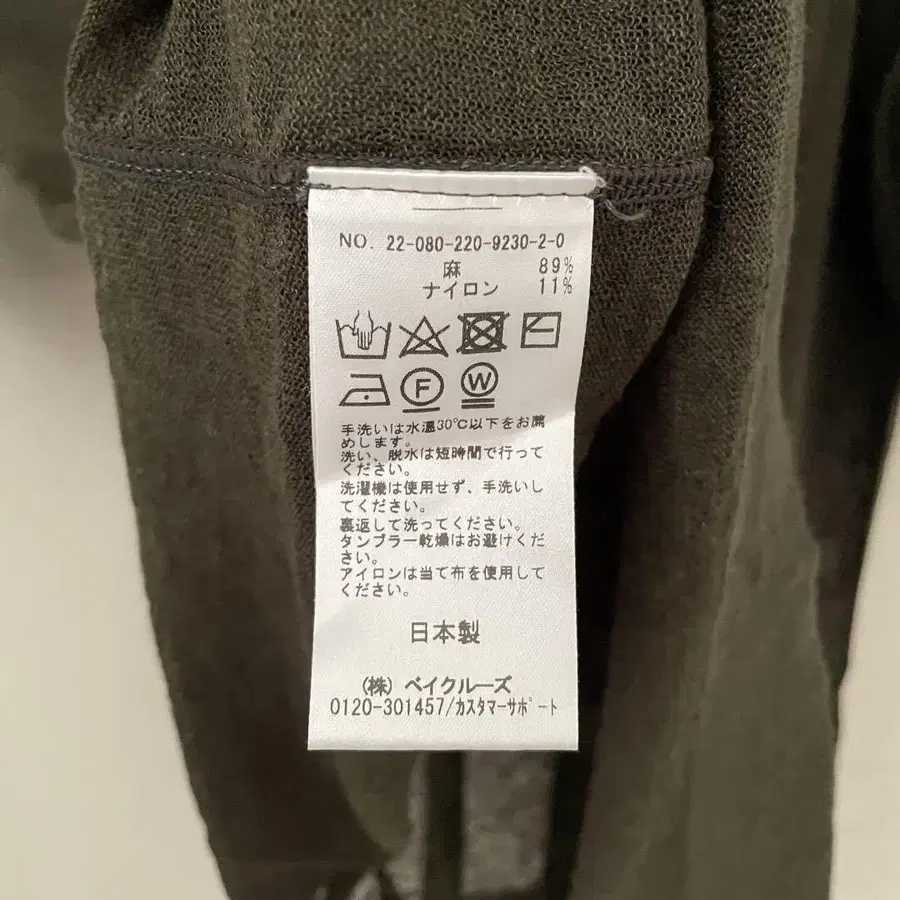 NO. 22-080-220-9230-2-0
麻 89%
ナイロン 11%
F W
手洗いは水温30℃以下をお薦
めします。
洗い、脱水は短時間で行って
ください。
洗濯機は使用せず、手洗いし
てください。
裏返して洗ってください。
タンブラー乾燥はお避けくだ
さい。
アイロンは当て布を使用して
ください。
日本製
(株) ベイクルーズ
0120-301457/カスタマーサポート